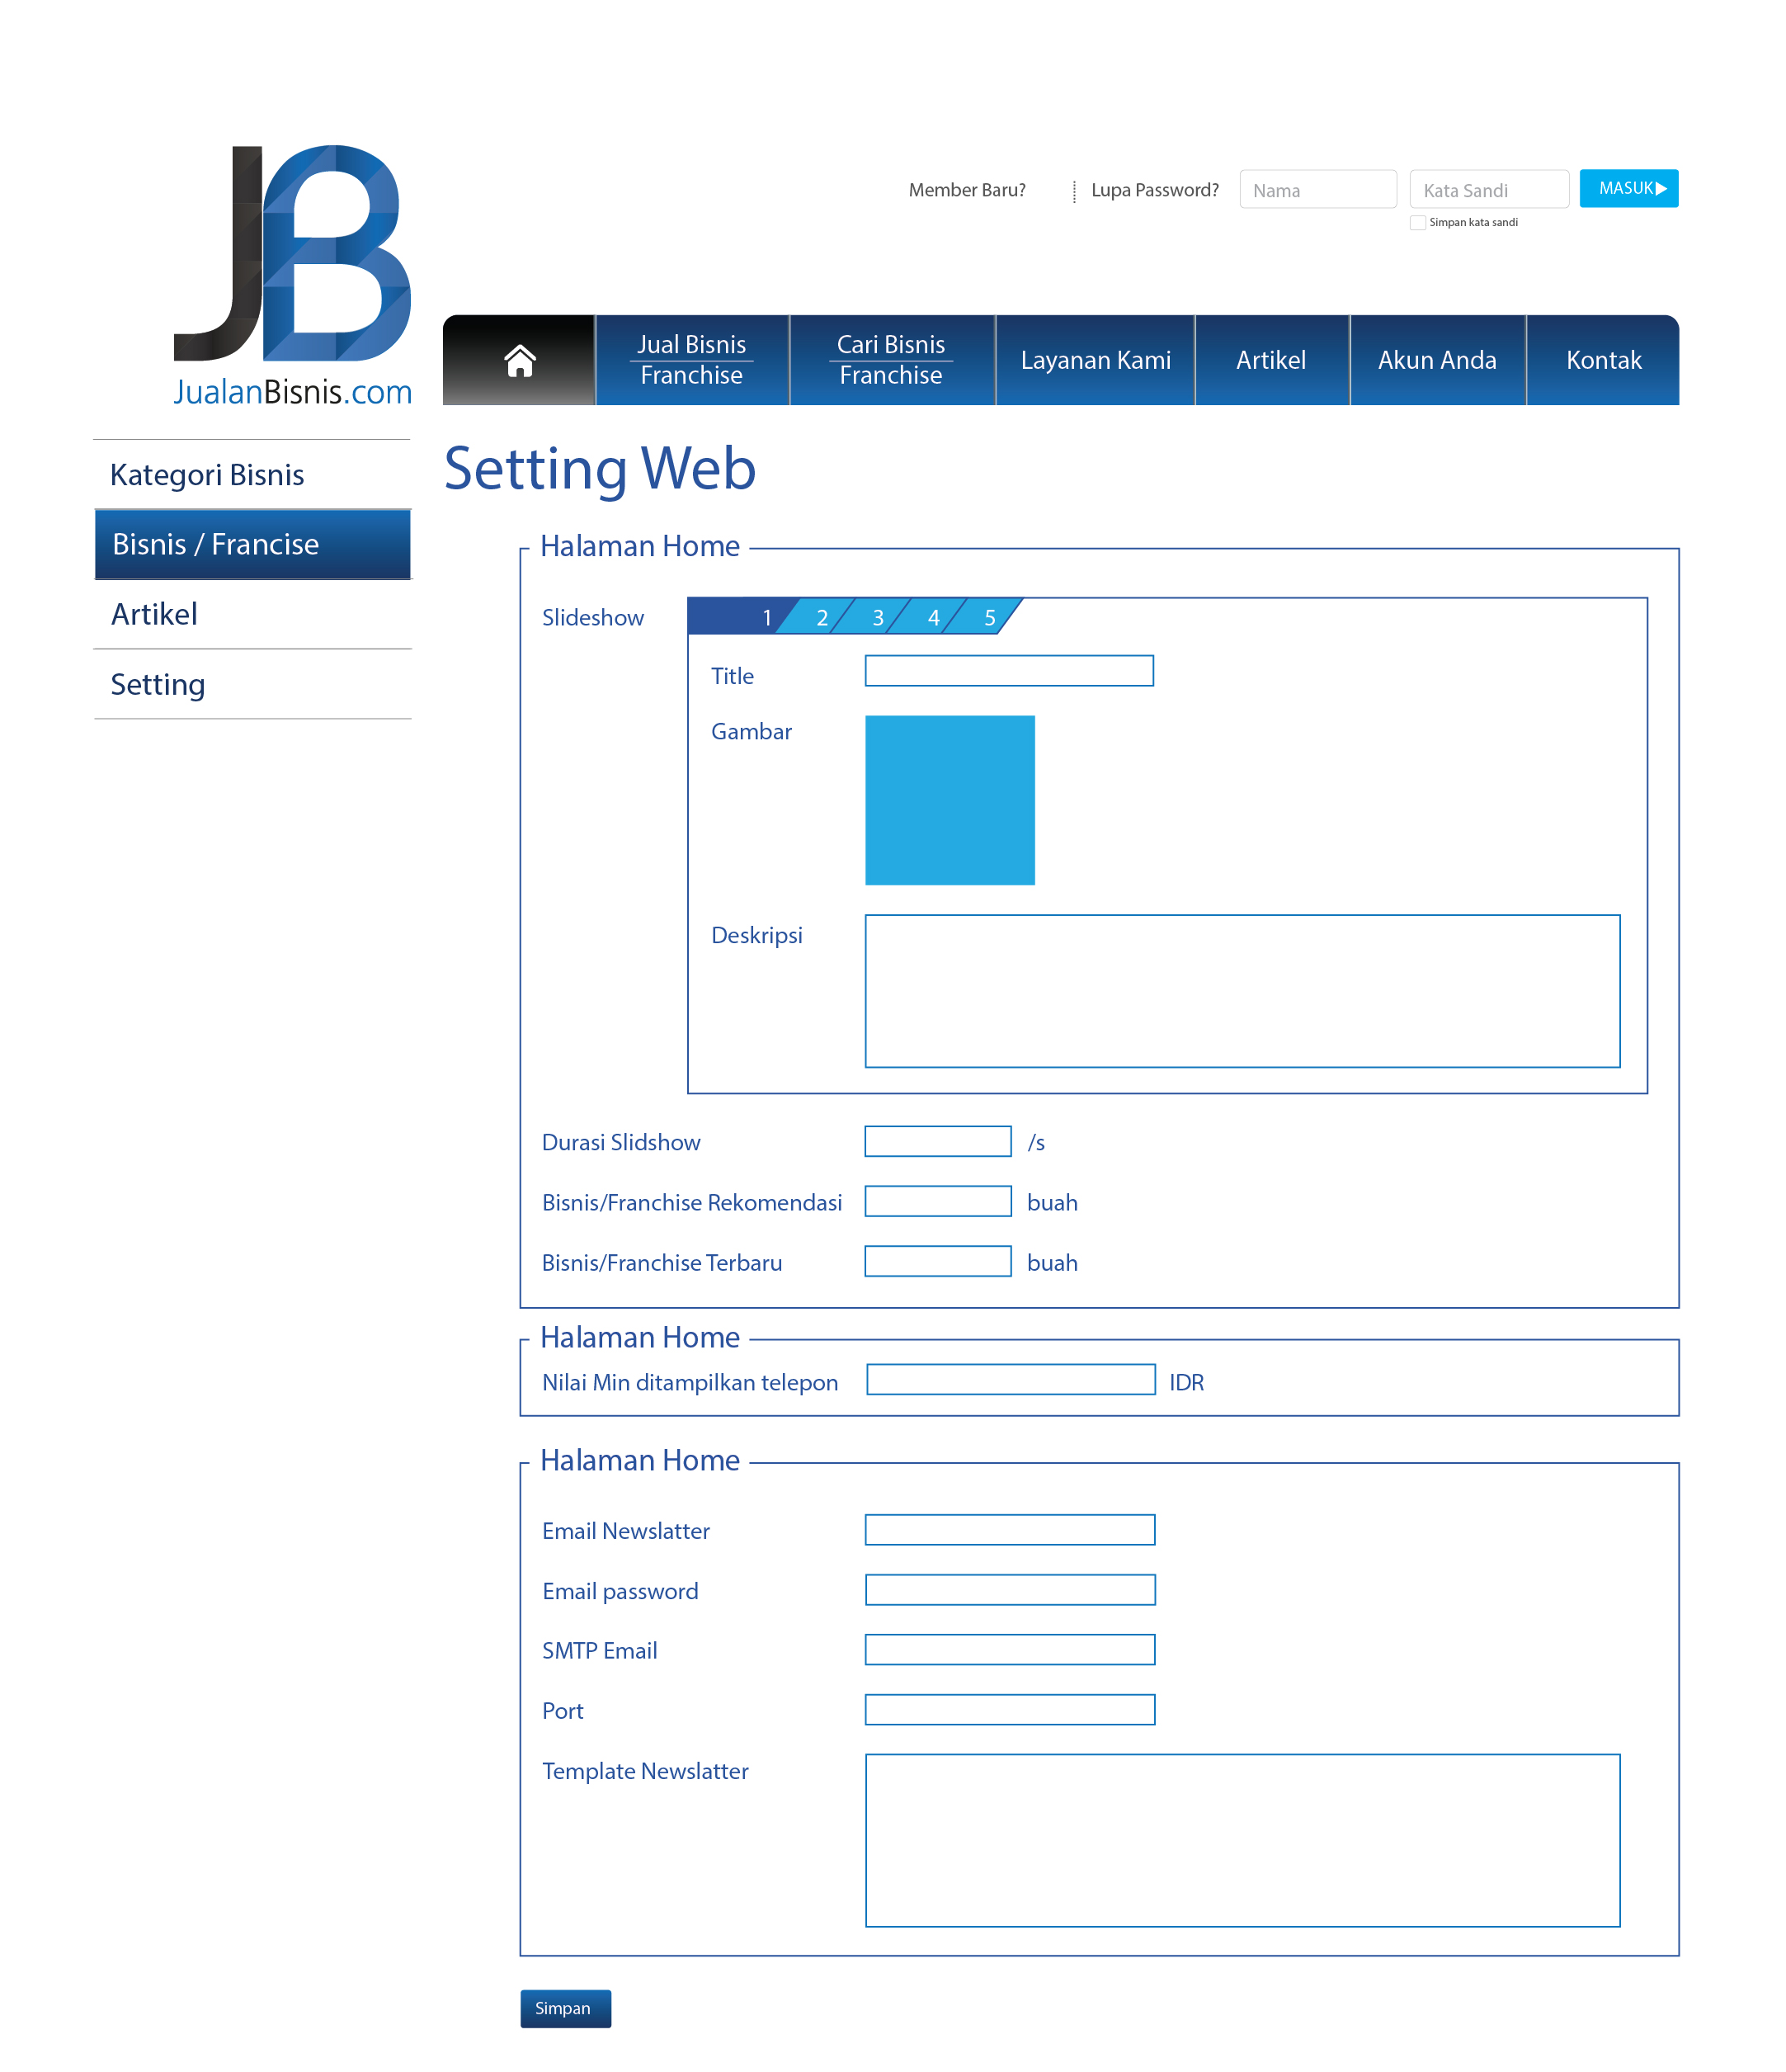 JB
JualanBisnis.com
Member Baru?
Lupa Password?
Nama
Kata Sandi
MASUK
Simpan kata sandi
Jual Bisnis
Franchise
Cari Bisnis
Franchise
Layanan Kami
Artikel
Akun Anda
Kontak
Kategori Bisnis
Bisnis / Francise
Artikel
Setting
Setting Web
Halaman Home
Slideshow
1 2 3 4 5
Title
Gambar
Deskripsi
Durasi Slidshow /s
Bisnis/Franchise Rekomendasi buah
Bisnis/Franchise Terbaru buah
Halaman Home
Nilai Min ditampilkan telepon IDR
Halaman Home
Email Newslatter
Email password
SMTP Email
Port
Template Newslatter
Simpan